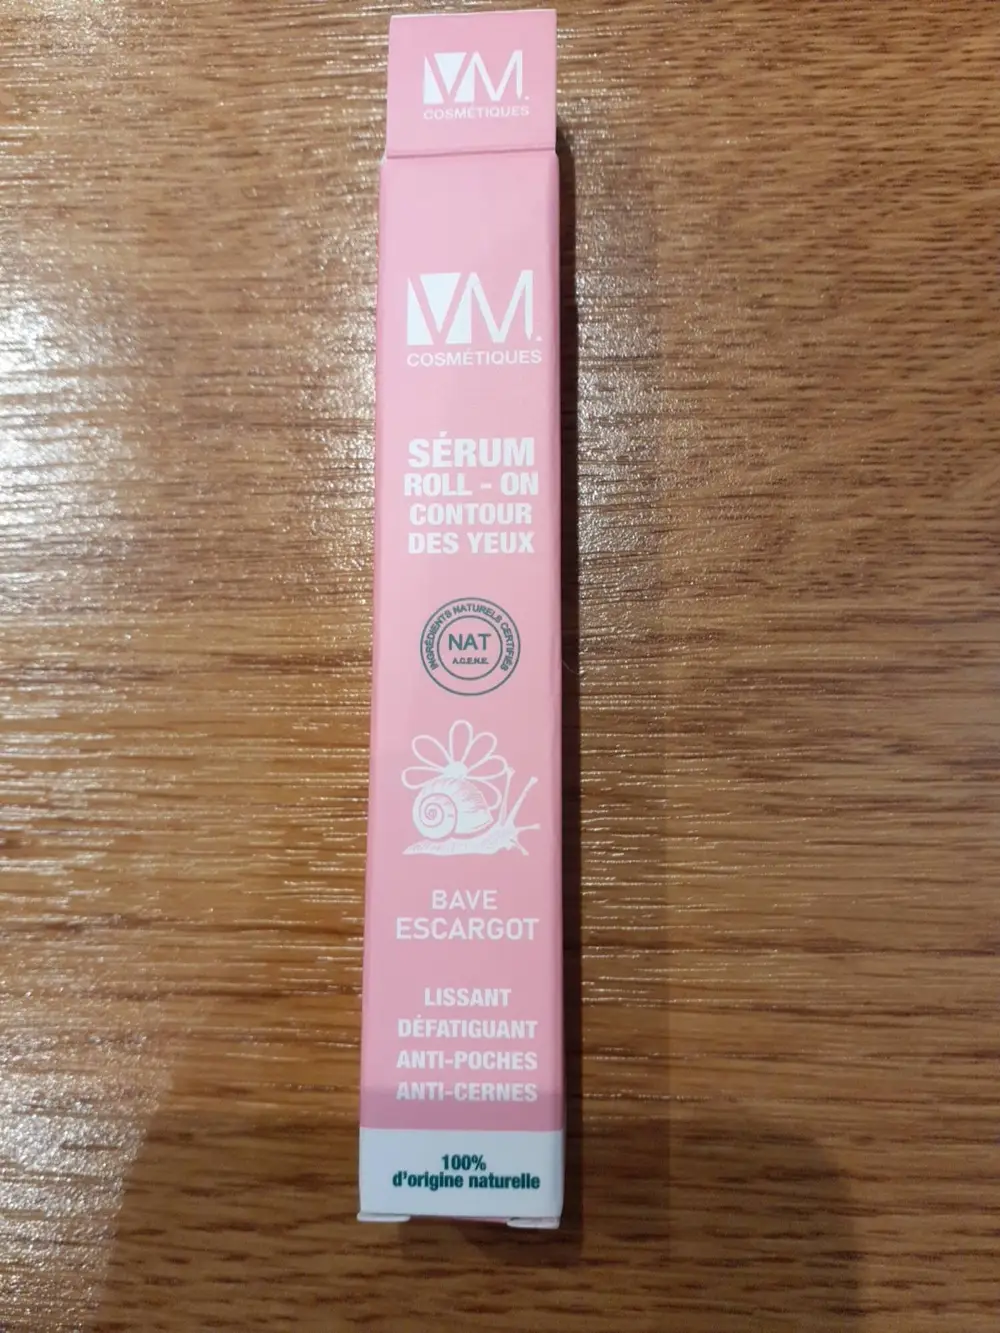 VM.
COSMÉTIQUES
VM.
COSMÉTIQUES
SÉRUM
ROLL - ON
CONTOUR
DES YEUX
INGRÉDIENTS NATURELS CERTIFIÉS
NAT
A.G.E.N.E.
BAVE
ESCARGOT
LISSANT
DÉFATIGUANT
ANTI-POCHES
ANTI-CERNES
100%
d'origine naturelle